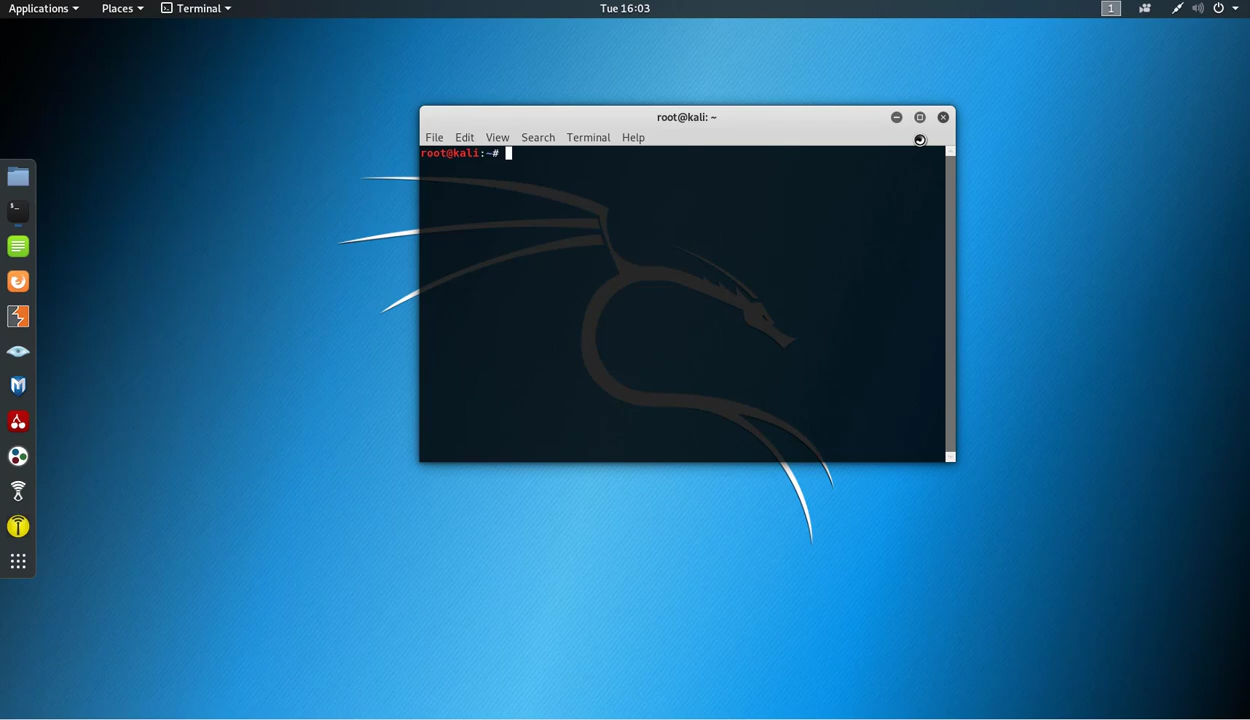 Applications Places Terminal Tue 16:03 1
root@kali: ~
File Edit View Search Terminal Help
root@kali:~#
$_